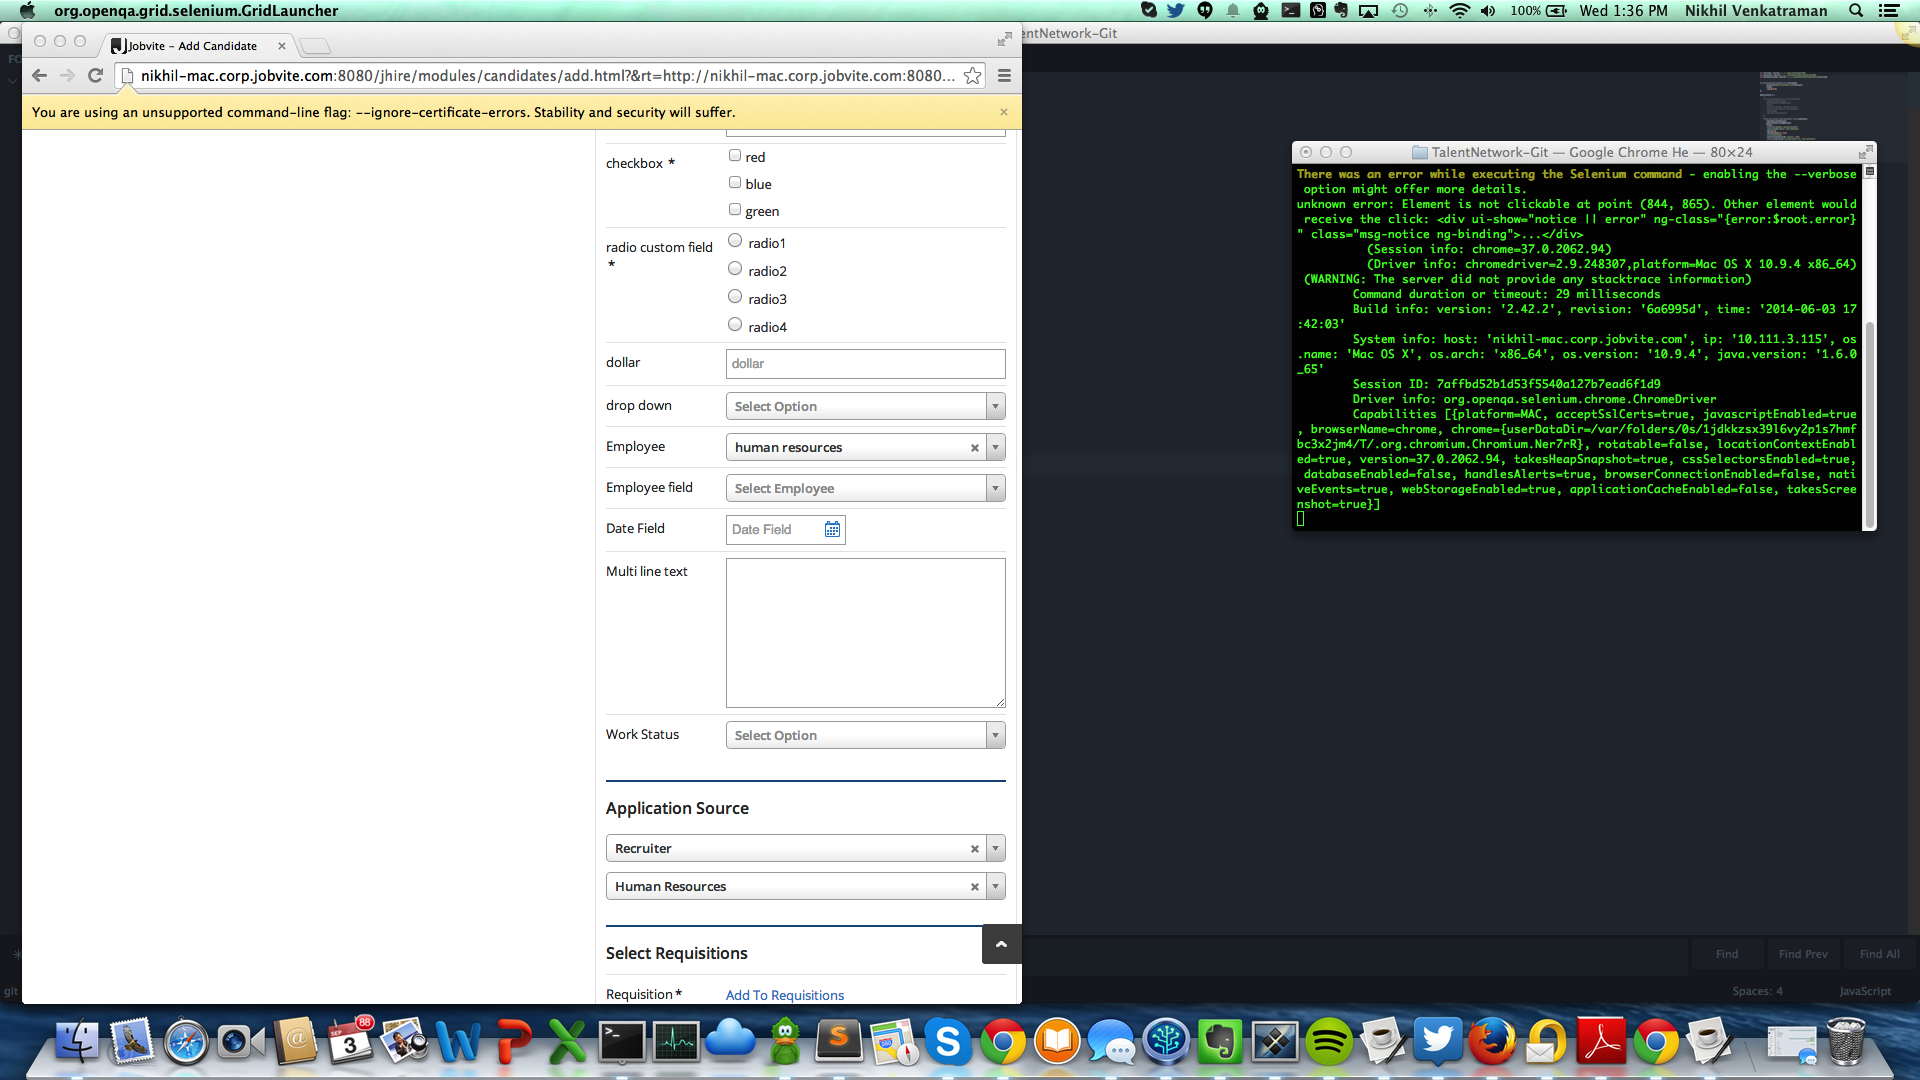 org.openqa.grid.selenium.GridLauncher
100%
Wed 1:36 PM
Nikhil Venkatraman
entNetwork-Git
Jobvite – Add Candidate
nikhil-mac.corp.jobvite.com:8080/jhire/modules/candidates/add.html?&rt=http://nikhil-mac.corp.jobvite.com:8080...
You are using an unsupported command-line flag: --ignore-certificate-errors. Stability and security will suffer.
checkbox *
red
blue
green
radio custom field
*
radio1
radio2
radio3
radio4
dollar
dollar
drop down
Select Option
Employee
human resources
Employee field
Select Employee
Date Field
Date Field
Multi line text
Work Status
Select Option
Application Source
Recruiter
Human Resources
Select Requisitions
Requisition*
Add To Requisitions
TalentNetwork-Git — Google Chrome He — 80×24
There was an error while executing the Selenium command - enabling the --verbose
option might offer more details.
unknown error: Element is not clickable at point (844, 865). Other element would
receive the click: <div ui-show="notice || error" ng-class="{error:$root.error}
" class="msg-notice ng-binding">...</div>
(Session info: chrome=37.0.2062.94)
(Driver info: chromedriver=2.9.248307,platform=Mac OS X 10.9.4 x86_64)
(WARNING: The server did not provide any stacktrace information)
Command duration or timeout: 29 milliseconds
Build info: version: '2.42.2', revision: '6a6995d', time: '2014-06-03 17
:42:03'
System info: host: 'nikhil-mac.corp.jobvite.com', ip: '10.111.3.115', os
.name: 'Mac OS X', os.arch: 'x86_64', os.version: '10.9.4', java.version: '1.6.0
_65'
Session ID: 7affbd52b1d53f5540a127b7ead6f1d9
Driver info: org.openqa.selenium.chrome.ChromeDriver
Capabilities [{platform=MAC, acceptSslCerts=true, javascriptEnabled=true
, browserName=chrome, chrome={userDataDir=/var/folders/0s/1jdkkzsx39l6vy2p1s7hmf
bc3x2jm4/T/.org.chromium.Chromium.Ner7rR}, rotatable=false, locationContextEnabl
ed=true, version=37.0.2062.94, takesHeapSnapshot=true, cssSelectorsEnabled=true,
databaseEnabled=false, handlesAlerts=true, browserConnectionEnabled=false, nati
veEvents=true, webStorageEnabled=true, applicationCacheEnabled=false, takesScree
nshot=true}]
Find
Find Prev
Find All
git
Spaces: 4
JavaScript
SEP
3
88